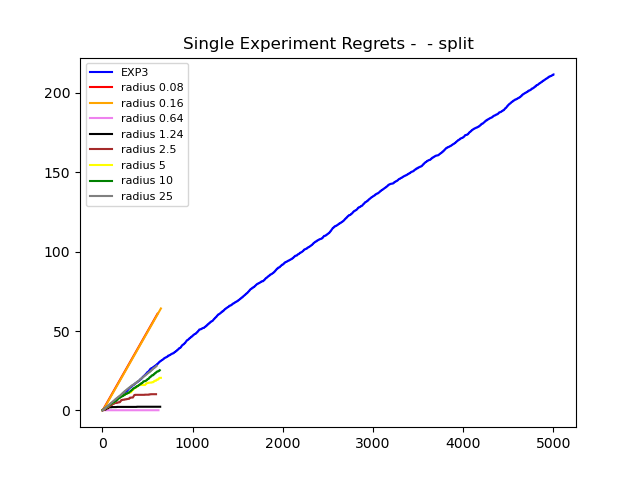 Single Experiment Regrets -  - split
EXP3
radius 0.08
radius 0.16
radius 0.64
radius 1.24
radius 2.5
radius 5
radius 10
radius 25
200
150
100
50
0
0 1000 2000 3000 4000 5000